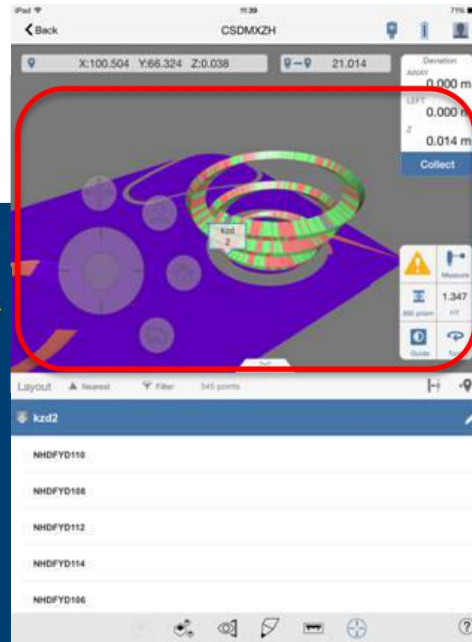 iPad
11:39
71%
Back
CSDMXZH
X:100.504 Y:66.324 Z:0.038
21.014
Deviation
AWAY
0.000 m
LEFT
0.000 m
Z
0.014 m
Collect
kzd
2
Measure
360 prism
1.347
HT
Guide
Turn
Layout
Nearest
Filter
545 points
kzd2
NHDFYD110
NHDFYD108
NHDFYD112
NHDFYD114
NHDFYD106
?